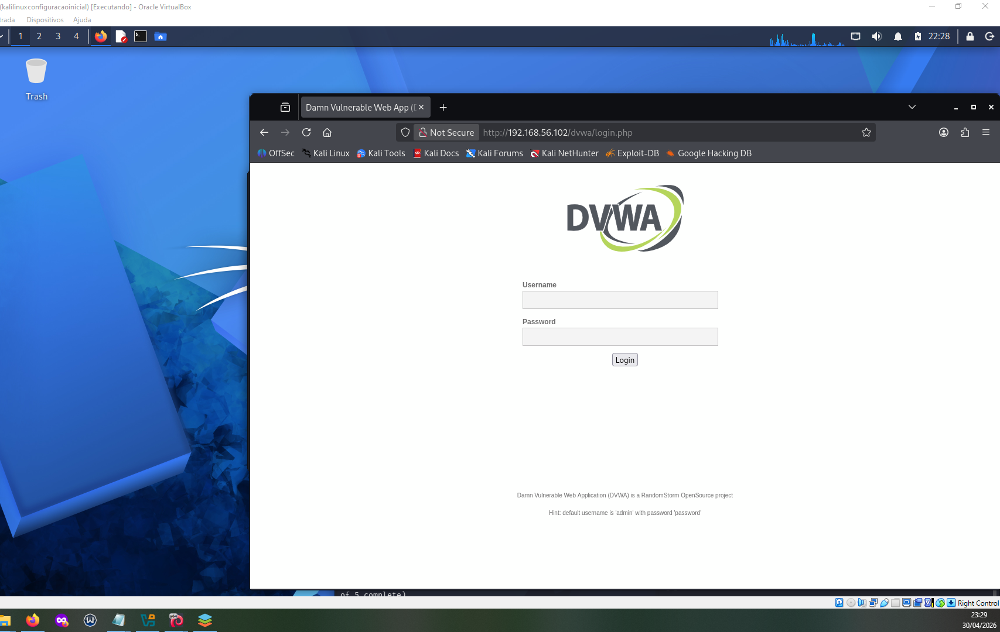 (kalilinuxconfiguracaoinicial) [Executando] - Oracle VirtualBox
trada Dispositivos Ajuda
1 2 3 4 22:28
Trash
Damn Vulnerable Web App (D
Not Secure http://192.168.56.102/dvwa/login.php
OffSec Kali Linux Kali Tools Kali Docs Kali Forums Kali NetHunter Exploit-DB Google Hacking DB
DVWA
Username
Password
Login
Damn Vulnerable Web Application (DVWA) is a RandomStorm OpenSource project
Hint: default username is 'admin' with password 'password'
of 5 complete)
Right Control
X64
23:29
30/04/2026